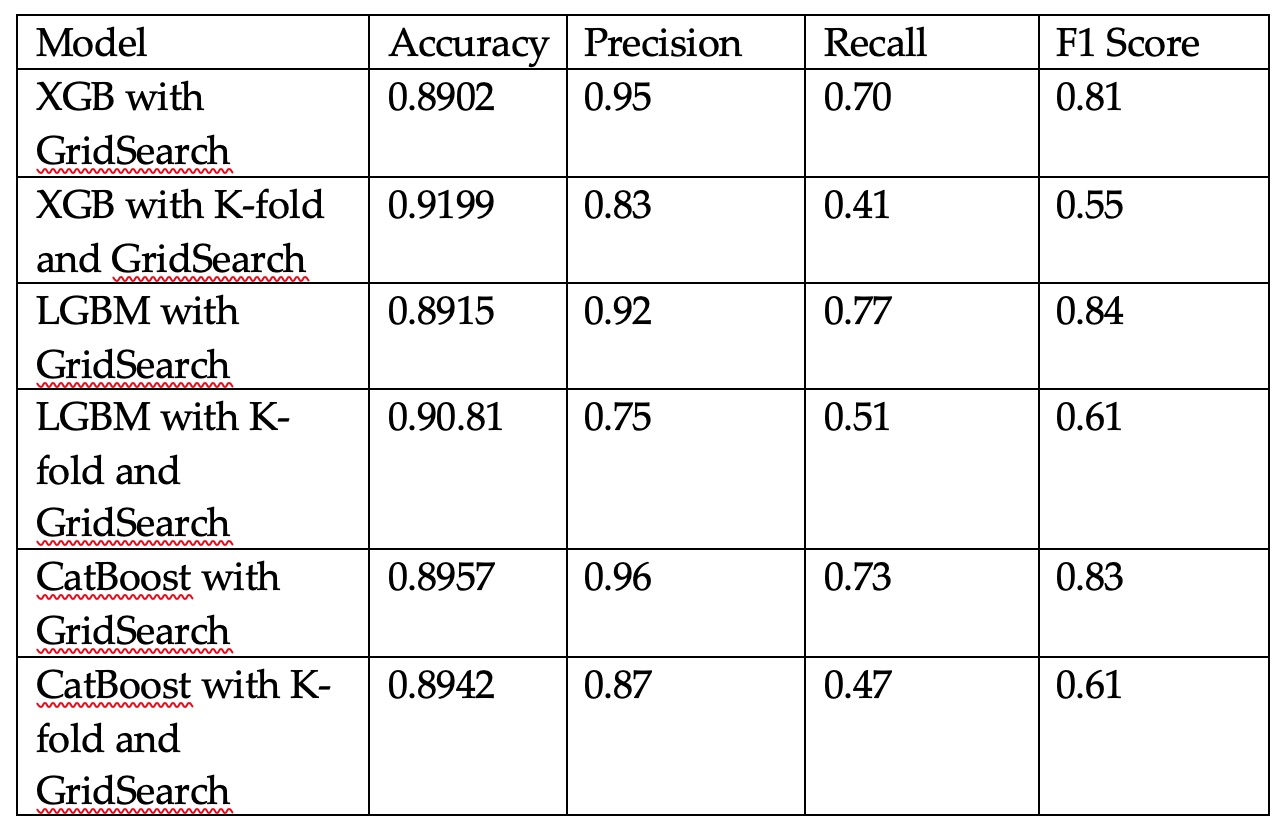 Model Accuracy Precision Recall F1 Score
XGB with 0.8902 0.95 0.70 0.81
GridSearch
XGB with K-fold 0.9199 0.83 0.41 0.55
and GridSearch
LGBM with 0.8915 0.92 0.77 0.84
GridSearch
LGBM with K- 0.90.81 0.75 0.51 0.61
fold and
GridSearch
CatBoost with 0.8957 0.96 0.73 0.83
GridSearch
CatBoost with K- 0.8942 0.87 0.47 0.61
fold and
GridSearch